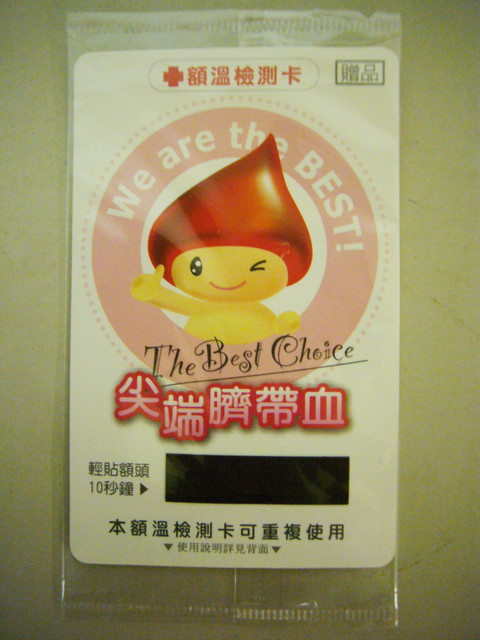 額溫檢測卡
贈品
We are the BEST!
The Best Choice
尖端臍帶血
輕貼額頭
10秒鐘▶
本額溫檢測卡可重複使用
▼使用說明詳見背面▼